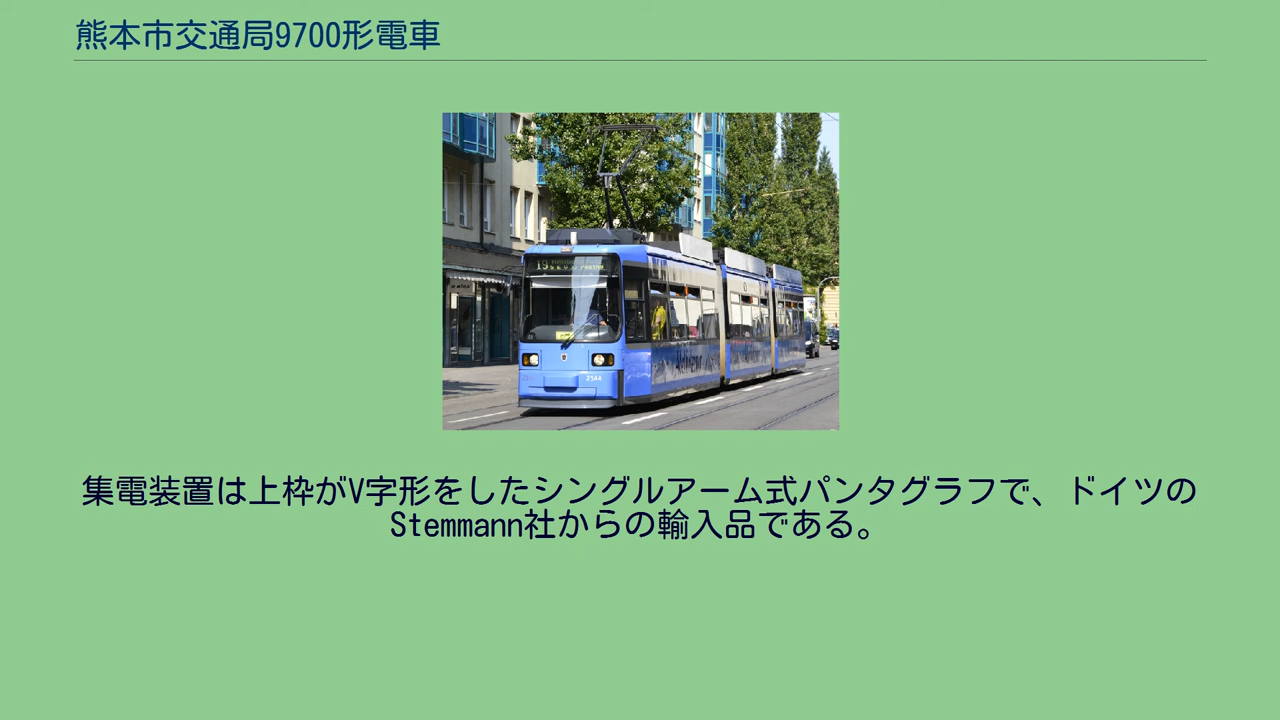 熊本市交通局9700形電車
19
2144
集電装置は上枠がV字形をしたシングルアーム式パンタグラフで、ドイツの
Stemmann社からの輸入品である。